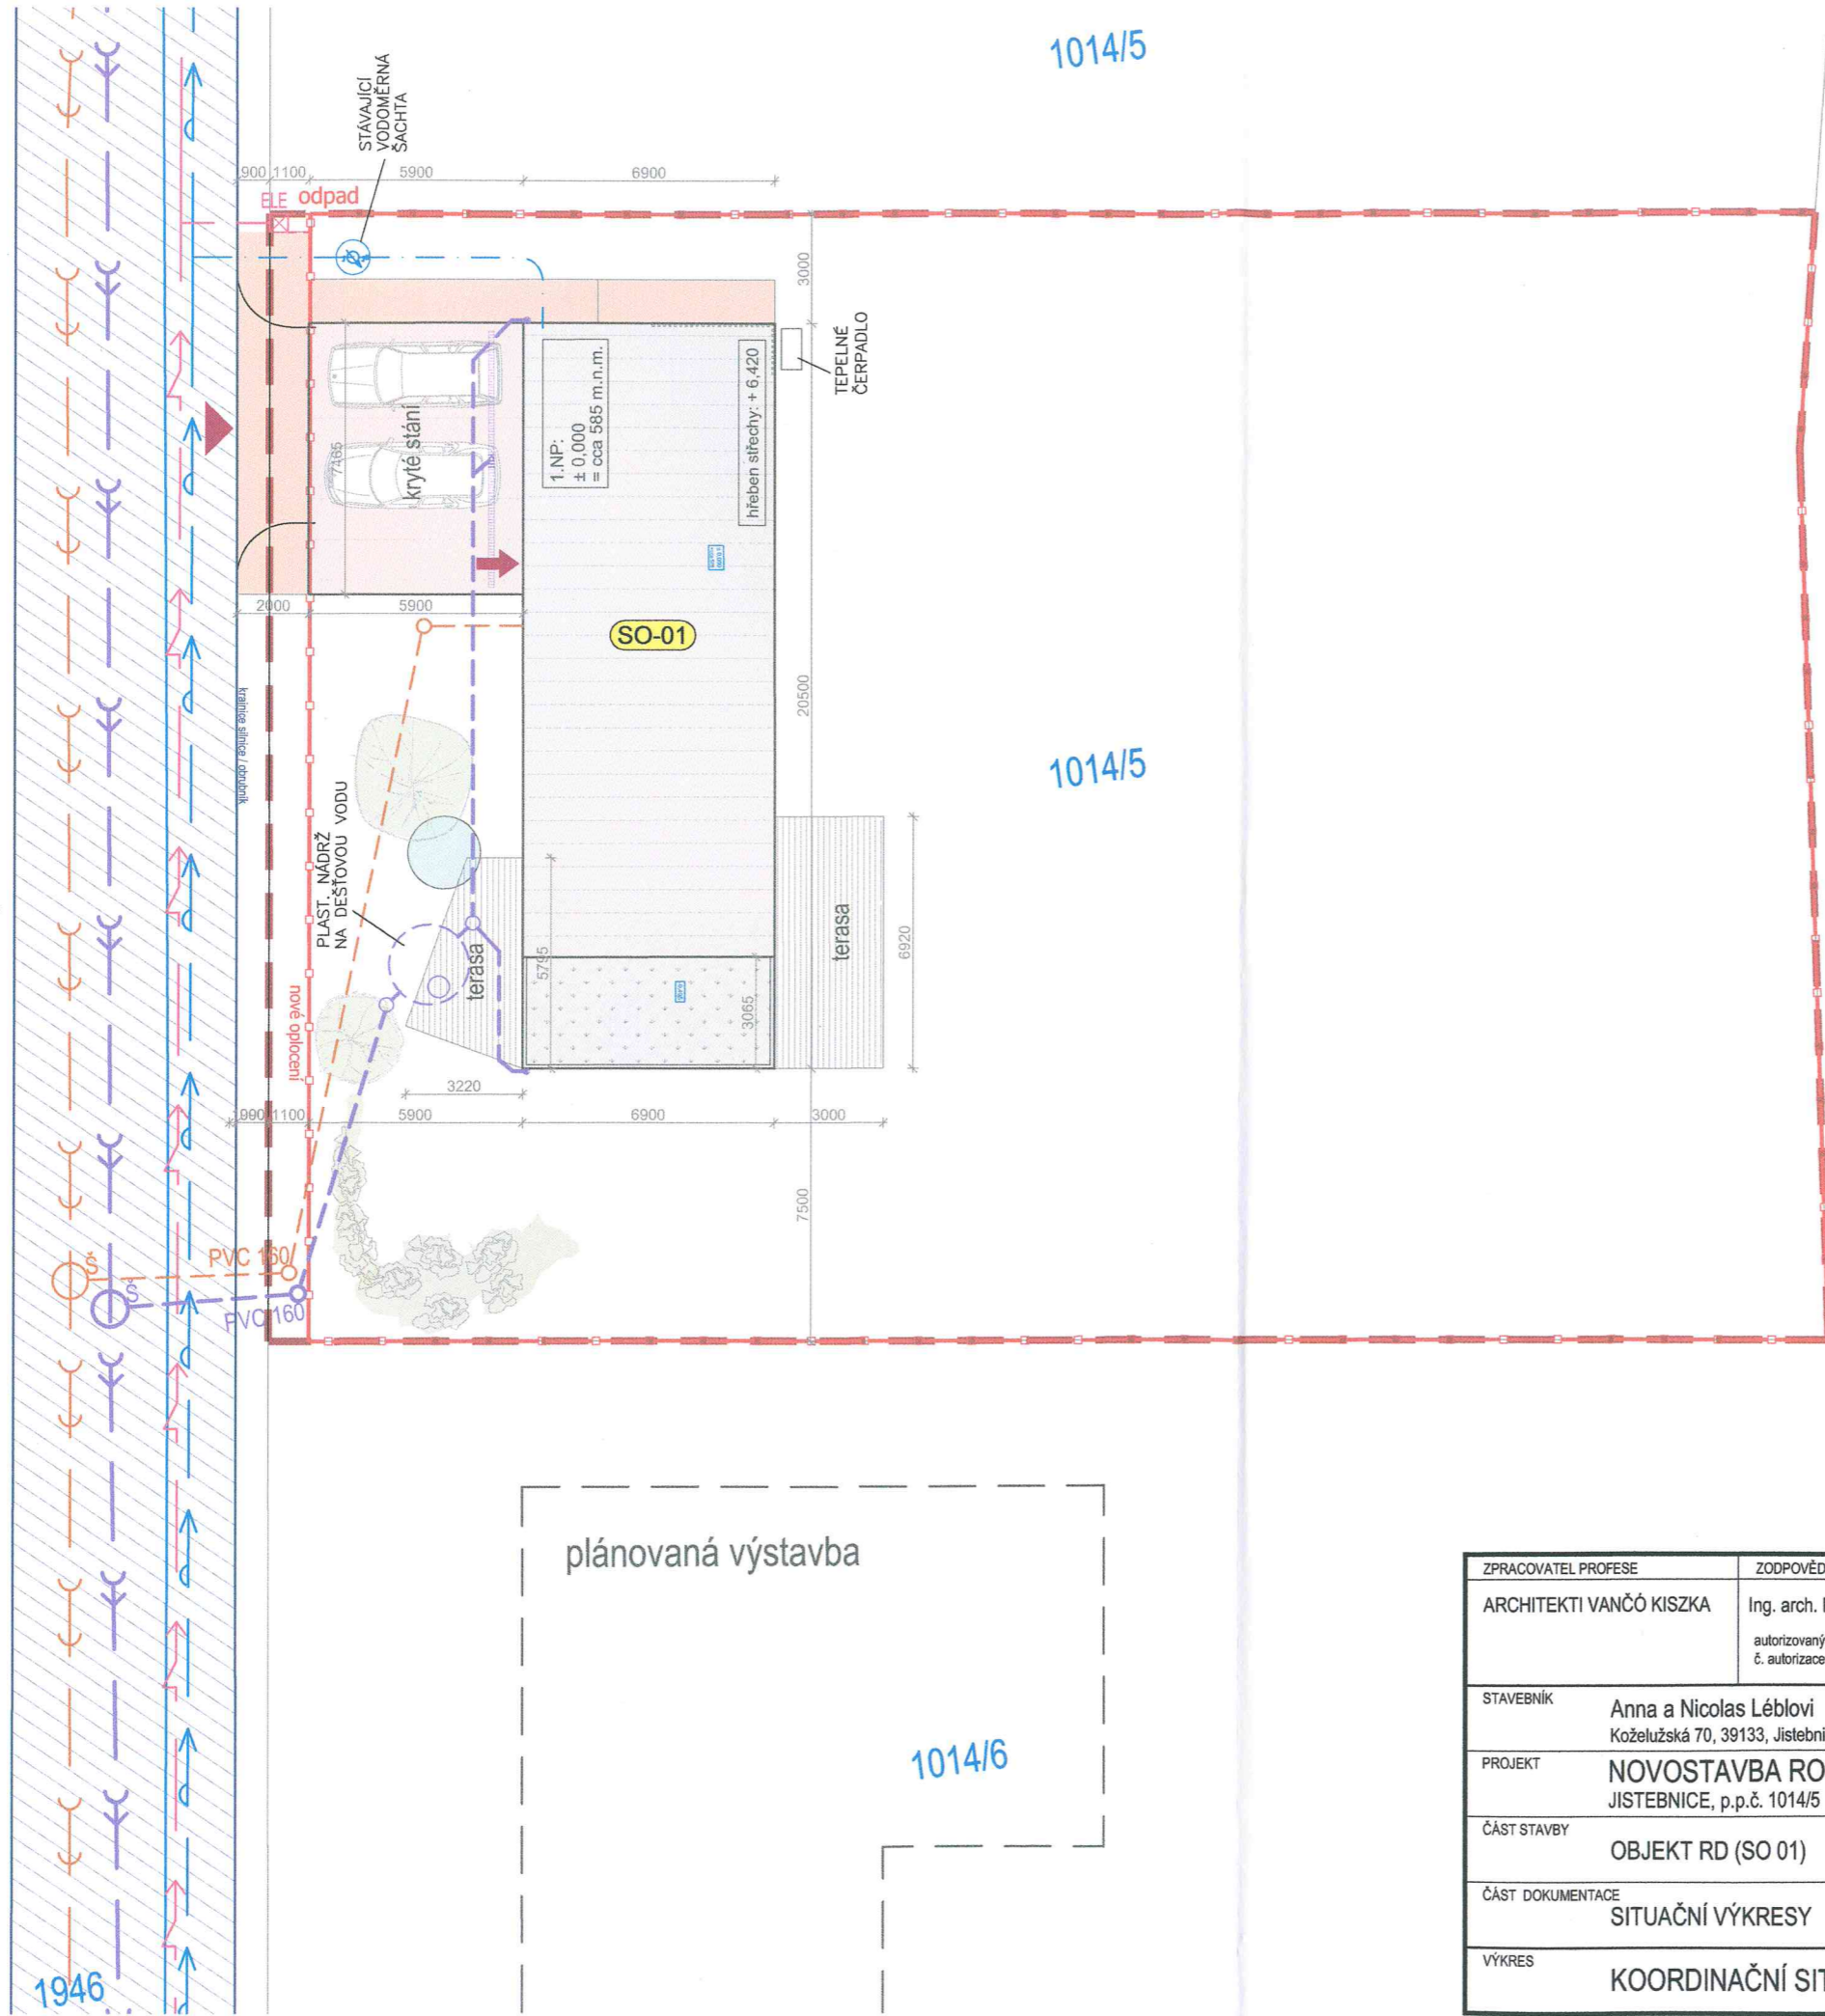 1014/5
STÁVAJÍCÍ
VODOMĚRNÁ
ŠACHTA
900
1100
5900
6900
ELE
odpad
3000
TEPELNÉ
ČERPADLO
7465
kryté stání
1.NP:
± 0,000
= cca 585 m.n.m.
hřeben střechy: + 6,420
2000
5900
SO-01
krajnice silnice / obrubník
20500
1014/5
PLAST. NÁDRŽ
NA DEŠŤOVOU VODU
terasa
5795
terasa
6920
3065
nové oplocení
3220
1100
5900
6900
3000
7500
PVC 160
Š
Š
PVC 160
plánovaná výstavba
1014/6
1946
ZPRACOVATEL PROFESE
ZODPOVĚD
ARCHITEKTI VANČÓ KISZKA
Ing. arch.
autorizovaný
č. autorizace
STAVEBNÍK
Anna a Nicolas Léblovi
Koželužská 70, 39133, Jistebni
PROJEKT
NOVOSTAVBA RO
JISTEBNICE, p.p.č. 1014/5
ČÁST STAVBY
OBJEKT RD (SO 01)
ČÁST DOKUMENTACE
SITUAČNÍ VÝKRESY
VÝKRES
KOORDINAČNÍ SIT